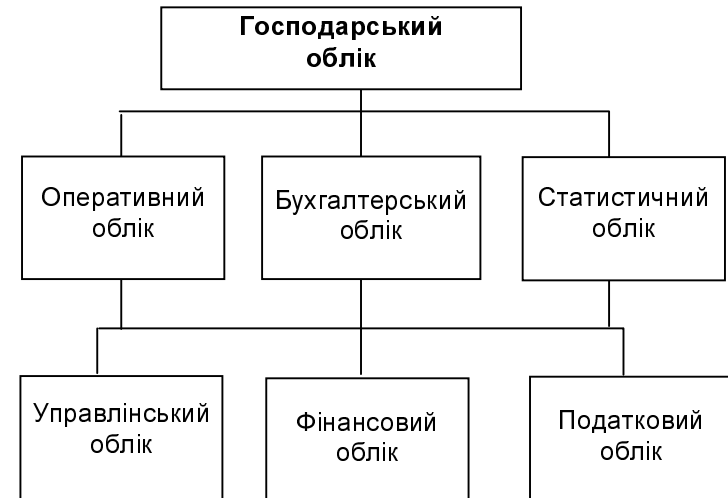 Господарський
облік
Оперативний
облік
Бухгалтерський
облік
Статистичний
облік
Управлінський
облік
Фінансовий
облік
Податковий
облік